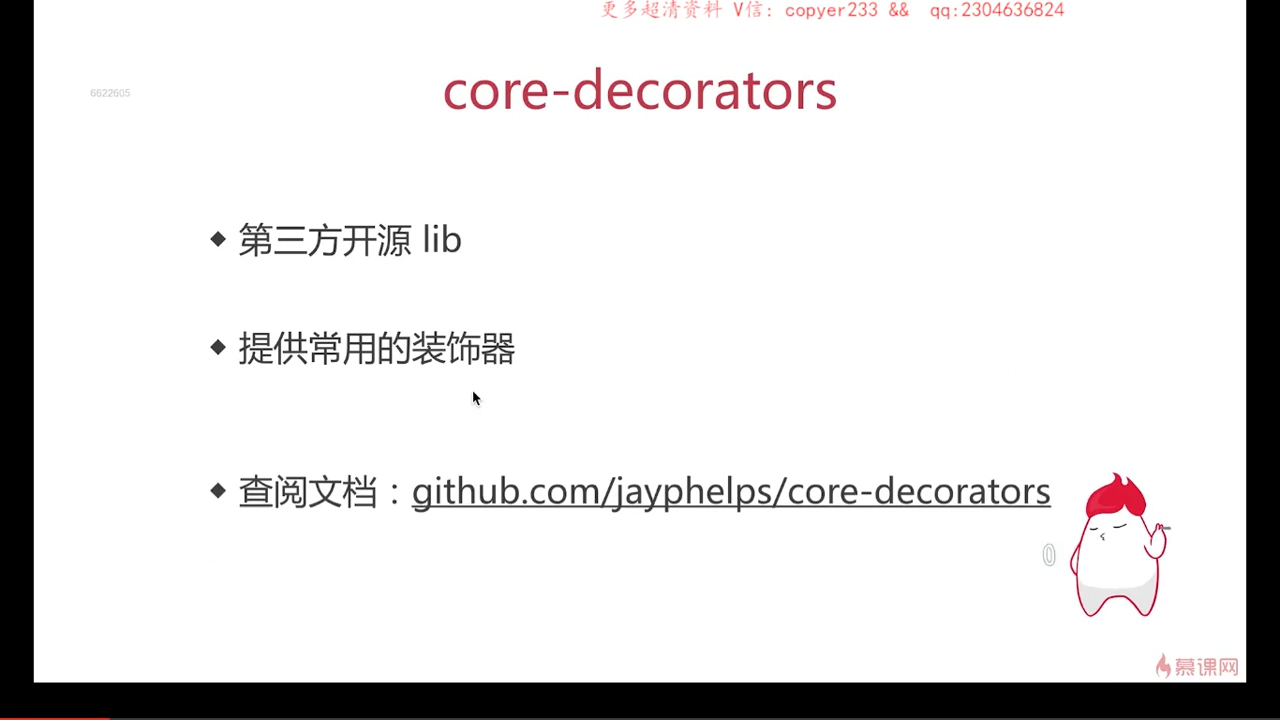 更多超清资料 V信: copyer233 && qq:2304636824
6622605
core-decorators
◆ 第三方开源 lib
◆ 提供常用的装饰器
◆ 查阅文档：github.com/jayphelps/core-decorators
0
慕课网